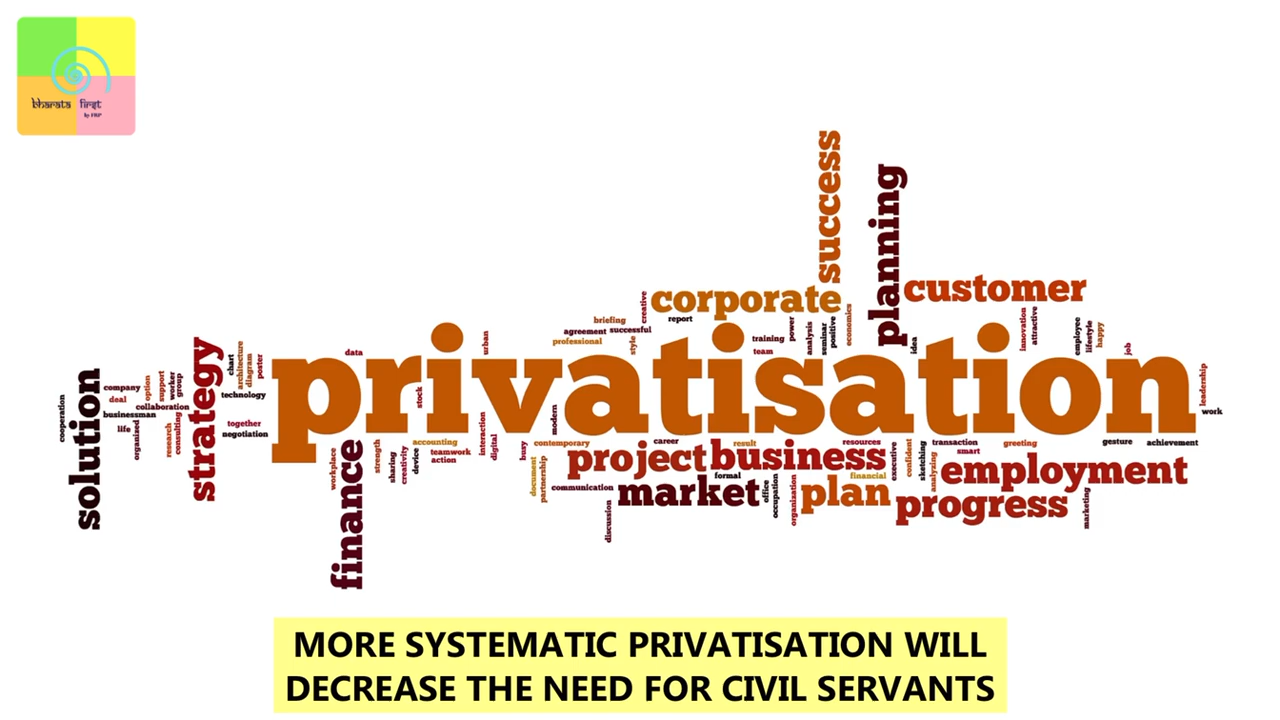 bharata first
by FRP
success
planning
customer
corporate
creative
report
briefing
agreement successful
professional
style
training
power
analysis
seminar
positive
economics
team
idea
innovation
attractive
employee
lifestyle
happy
job
urban
data
leadership
work
privatisation
cooperation
solution
company
deal
option
support
worker
group
collaboration
businessman
life
organized
research
consulting
strategy
chart
architecture
diagram
poster
technology
together
negotiation
stock
interaction
digital
modern
busy
workplace
finance
strength
sharing
creativity
device
accounting
teamwork
action
contemporary
document
partnership
communication
discussion
career
result
resources
project business
formal
financial
market
office
occupation
organization
plan
executive
confident
sketching
analyzing
transaction
smart
greeting
gesture
achievement
employment
progress
marketing
MORE SYSTEMATIC PRIVATISATION WILL
DECREASE THE NEED FOR CIVIL SERVANTS